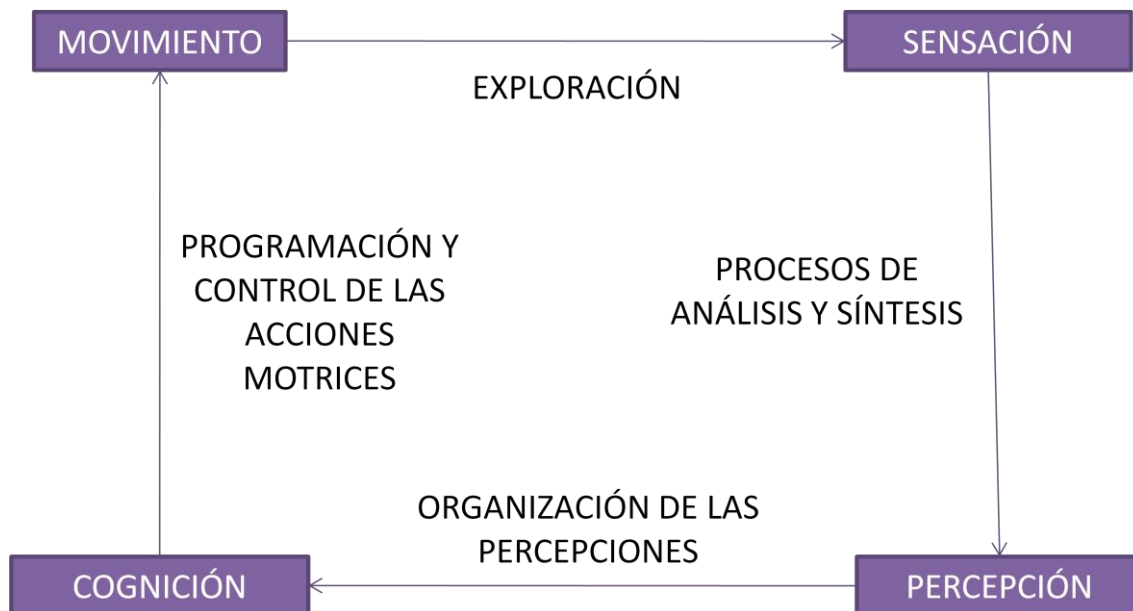 MOVIMIENTO
SENSACIÓN
EXPLORACIÓN
PROGRAMACIÓN Y
CONTROL DE LAS
ACCIONES
MOTRICES
PROCESOS DE
ANÁLISIS Y SÍNTESIS
ORGANIZACIÓN DE LAS
PERCEPCIONES
COGNICIÓN
PERCEPCIÓN